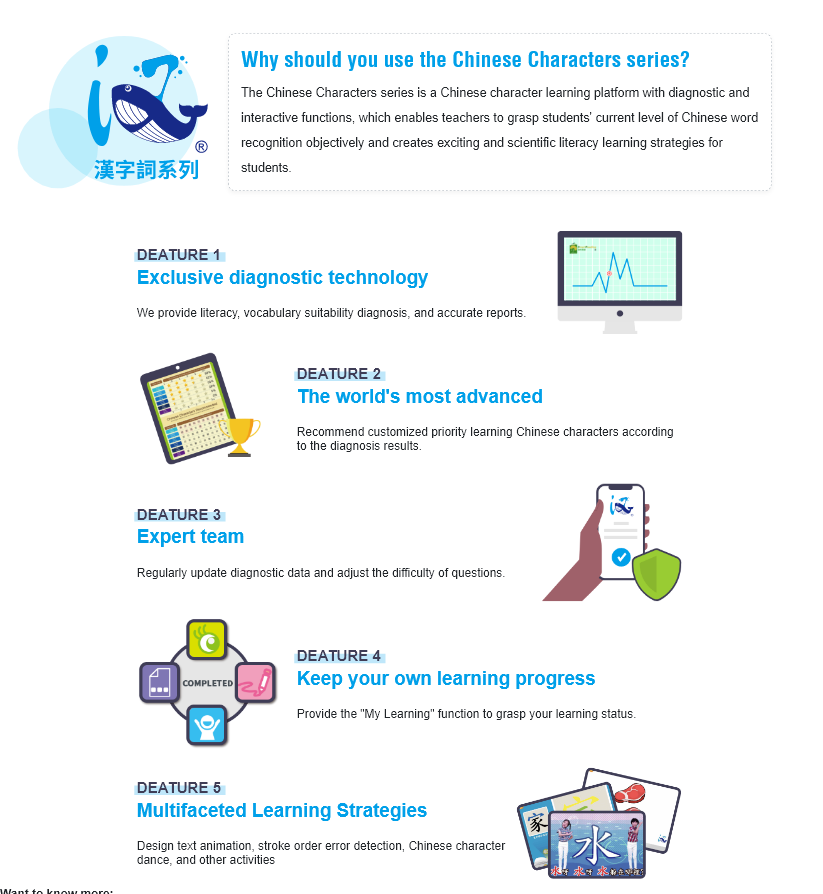 Why should you use the Chinese Characters series?
The Chinese Characters series is a Chinese character learning platform with diagnostic and
interactive functions, which enables teachers to grasp students' current level of Chinese word
recognition objectively and creates exciting and scientific literacy learning strategies for
students.
®
漢字詞系列
DEATURE 1
Exclusive diagnostic technology
We provide literacy, vocabulary suitability diagnosis, and accurate reports.
DEATURE 2
The world's most advanced
Recommend customized priority learning Chinese characters according
to the diagnosis results.
DEATURE 3
Expert team
Regularly update diagnostic data and adjust the difficulty of questions.
COMPLETED
DEATURE 4
Keep your own learning progress
Provide the "My Learning" function to grasp your learning status.
DEATURE 5
Multifaceted Learning Strategies
Design text animation, stroke order error detection, Chinese character
dance, and other activities
家
水
Want to know more: